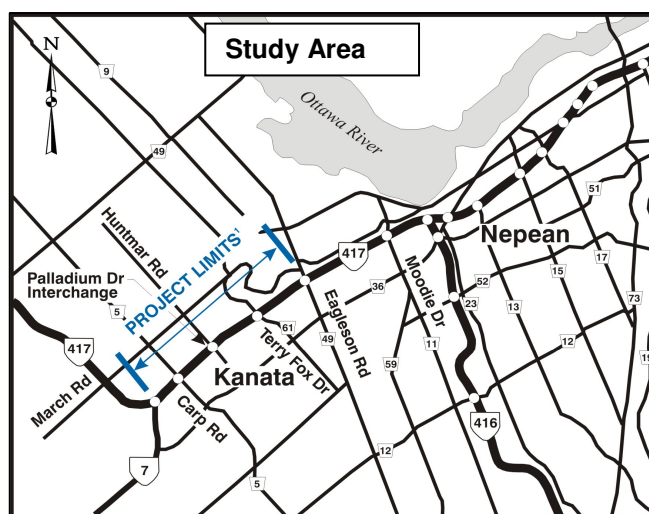 Study Area
N
9
49
Ottawa River
51
Huntmar Rd
PROJECT LIMITS¹
Nepean
417
Palladium Dr
Interchange
36
Moodie Dr
52
17
15
5
23
13
73
417
61
Eagleson Rd
49
Terry Fox Dr
11
12
59
19
March Rd
Kanata
Carp Rd
416
12
7
5